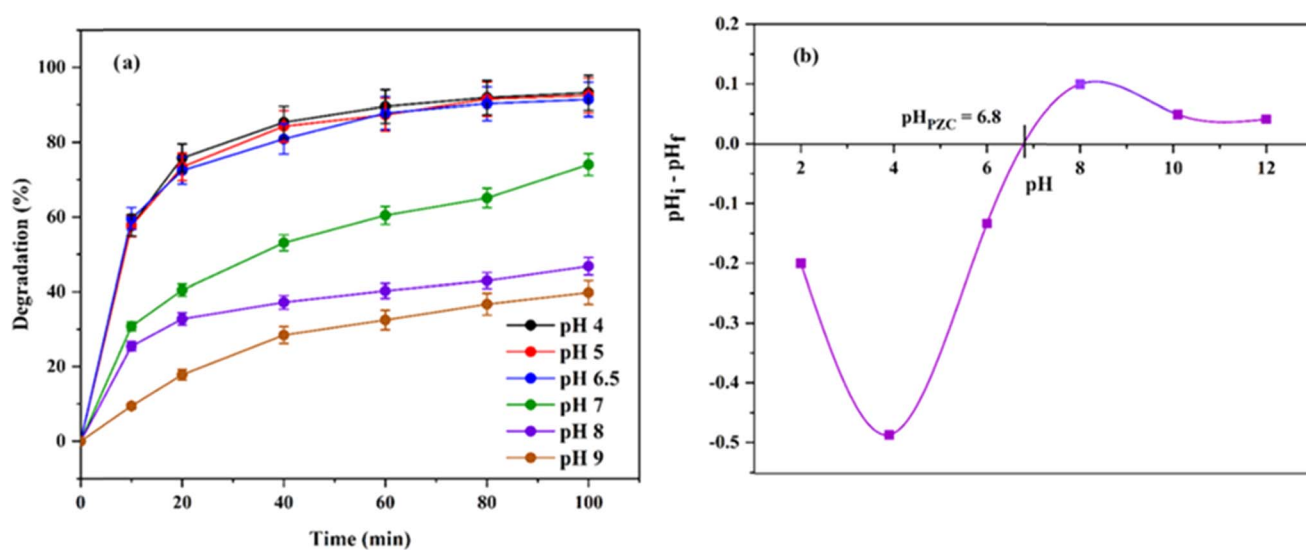 (a)
Degradation (%)
100
80
60
40
20
0
pH 4
pH 5
pH 6.5
pH 7
pH 8
pH 9
0 20 40 60 80 100
Time (min)
(b)
pHi - pHf
0.2
0.1
0.0
-0.1
-0.2
-0.3
-0.4
-0.5
pHPZC = 6.8
2 4 6 8 10 12
pH